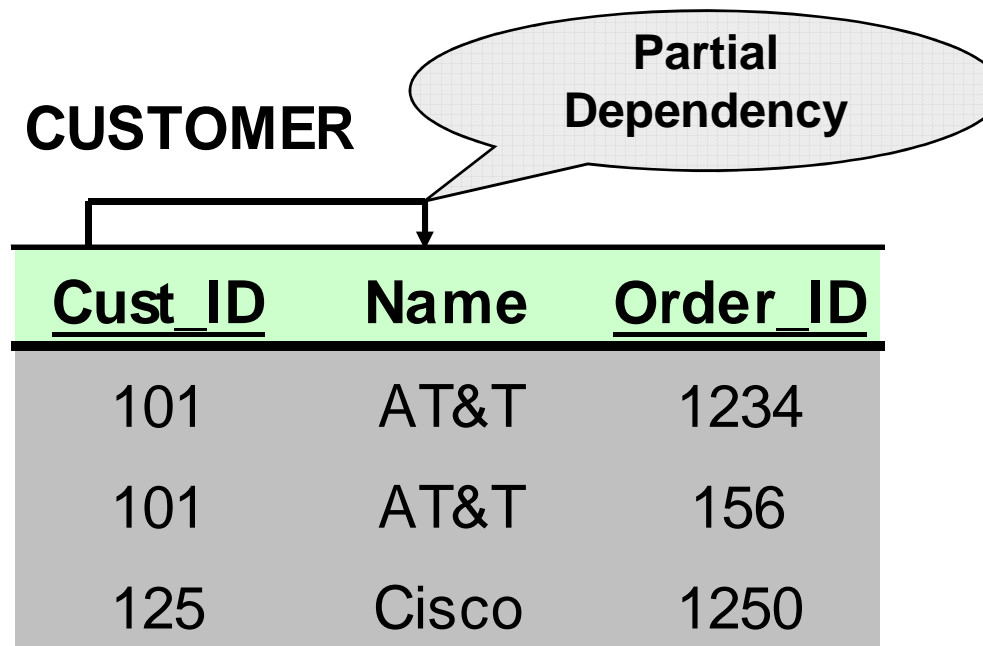 Partial
Dependency
CUSTOMER
Cust_ID Name Order_ID
101 AT&T 1234
101 AT&T 156
125 Cisco 1250